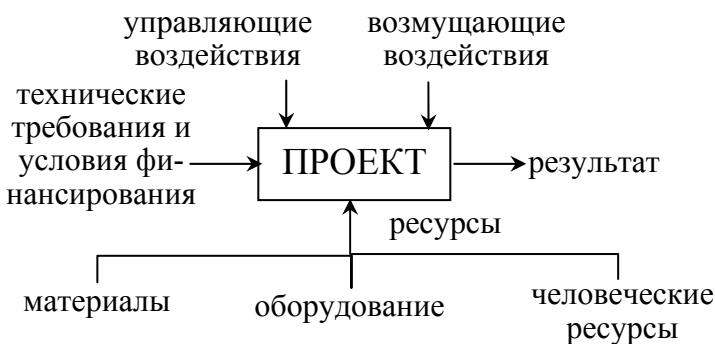 управляющие
воздействия
возмущающие
воздействия
технические
требования и
условия фи-
нансирования
ПРОЕКТ
результат
ресурсы
материалы
оборудование
человеческие
ресурсы